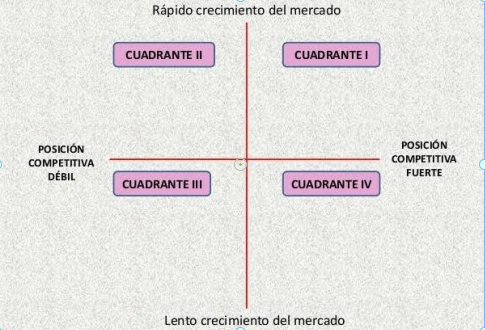 Rápido crecimiento del mercado
CUADRANTE II
CUADRANTE I
POSICIÓN
COMPETITIVA
DÉBIL
POSICIÓN
COMPETITIVA
FUERTE
CUADRANTE III
CUADRANTE IV
Lento crecimiento del mercado